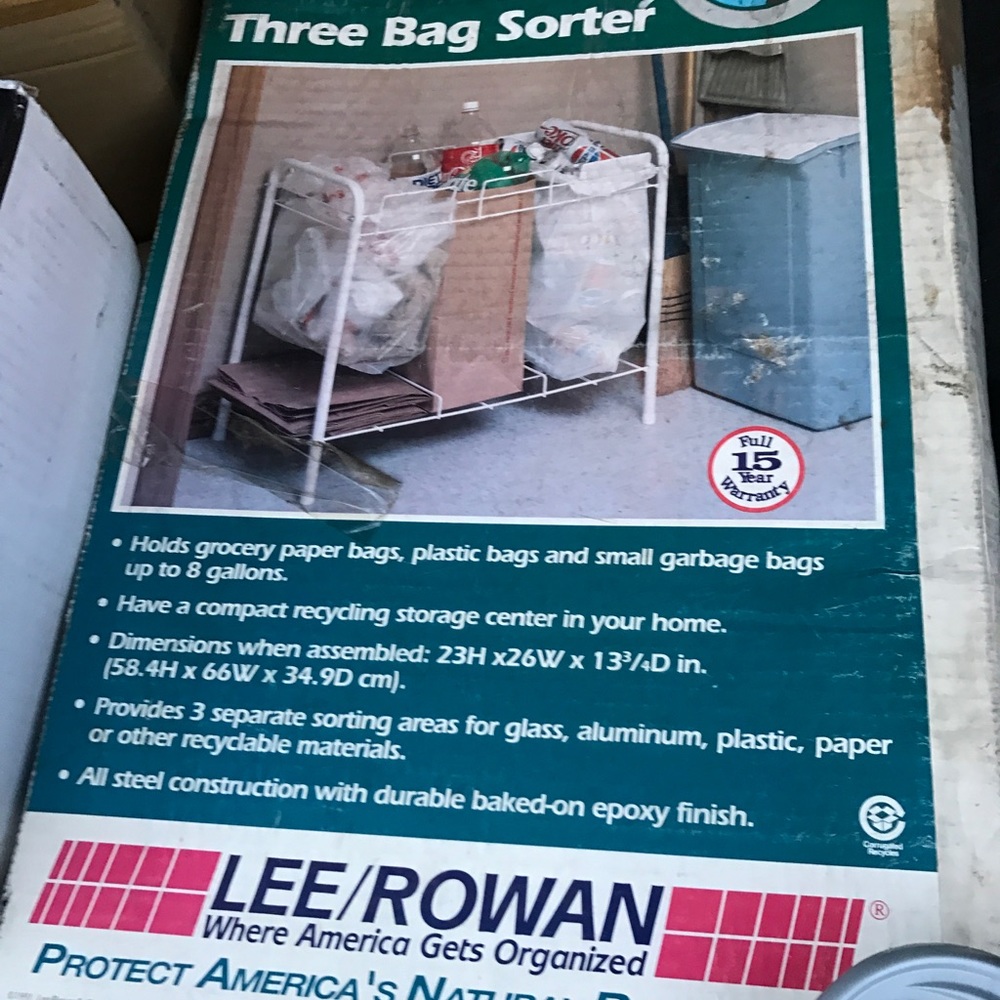 Three Bag Sorter
Coke
Full
15
Year
Warranty
• Holds grocery paper bags, plastic bags and small garbage bags
up to 8 gallons.
• Have a compact recycling storage center in your home.
• Dimensions when assembled: 23H x26W x 13³/₄D in.
(58.4H x 66W x 34.9D cm).
• Provides 3 separate sorting areas for glass, aluminum, plastic, paper
or other recyclable materials.
• All steel construction with durable baked-on epoxy finish.
Corrugated
Recycles
LEE/ROWAN®
Where America Gets Organized
PROTECT AMERICA'S NATURAL